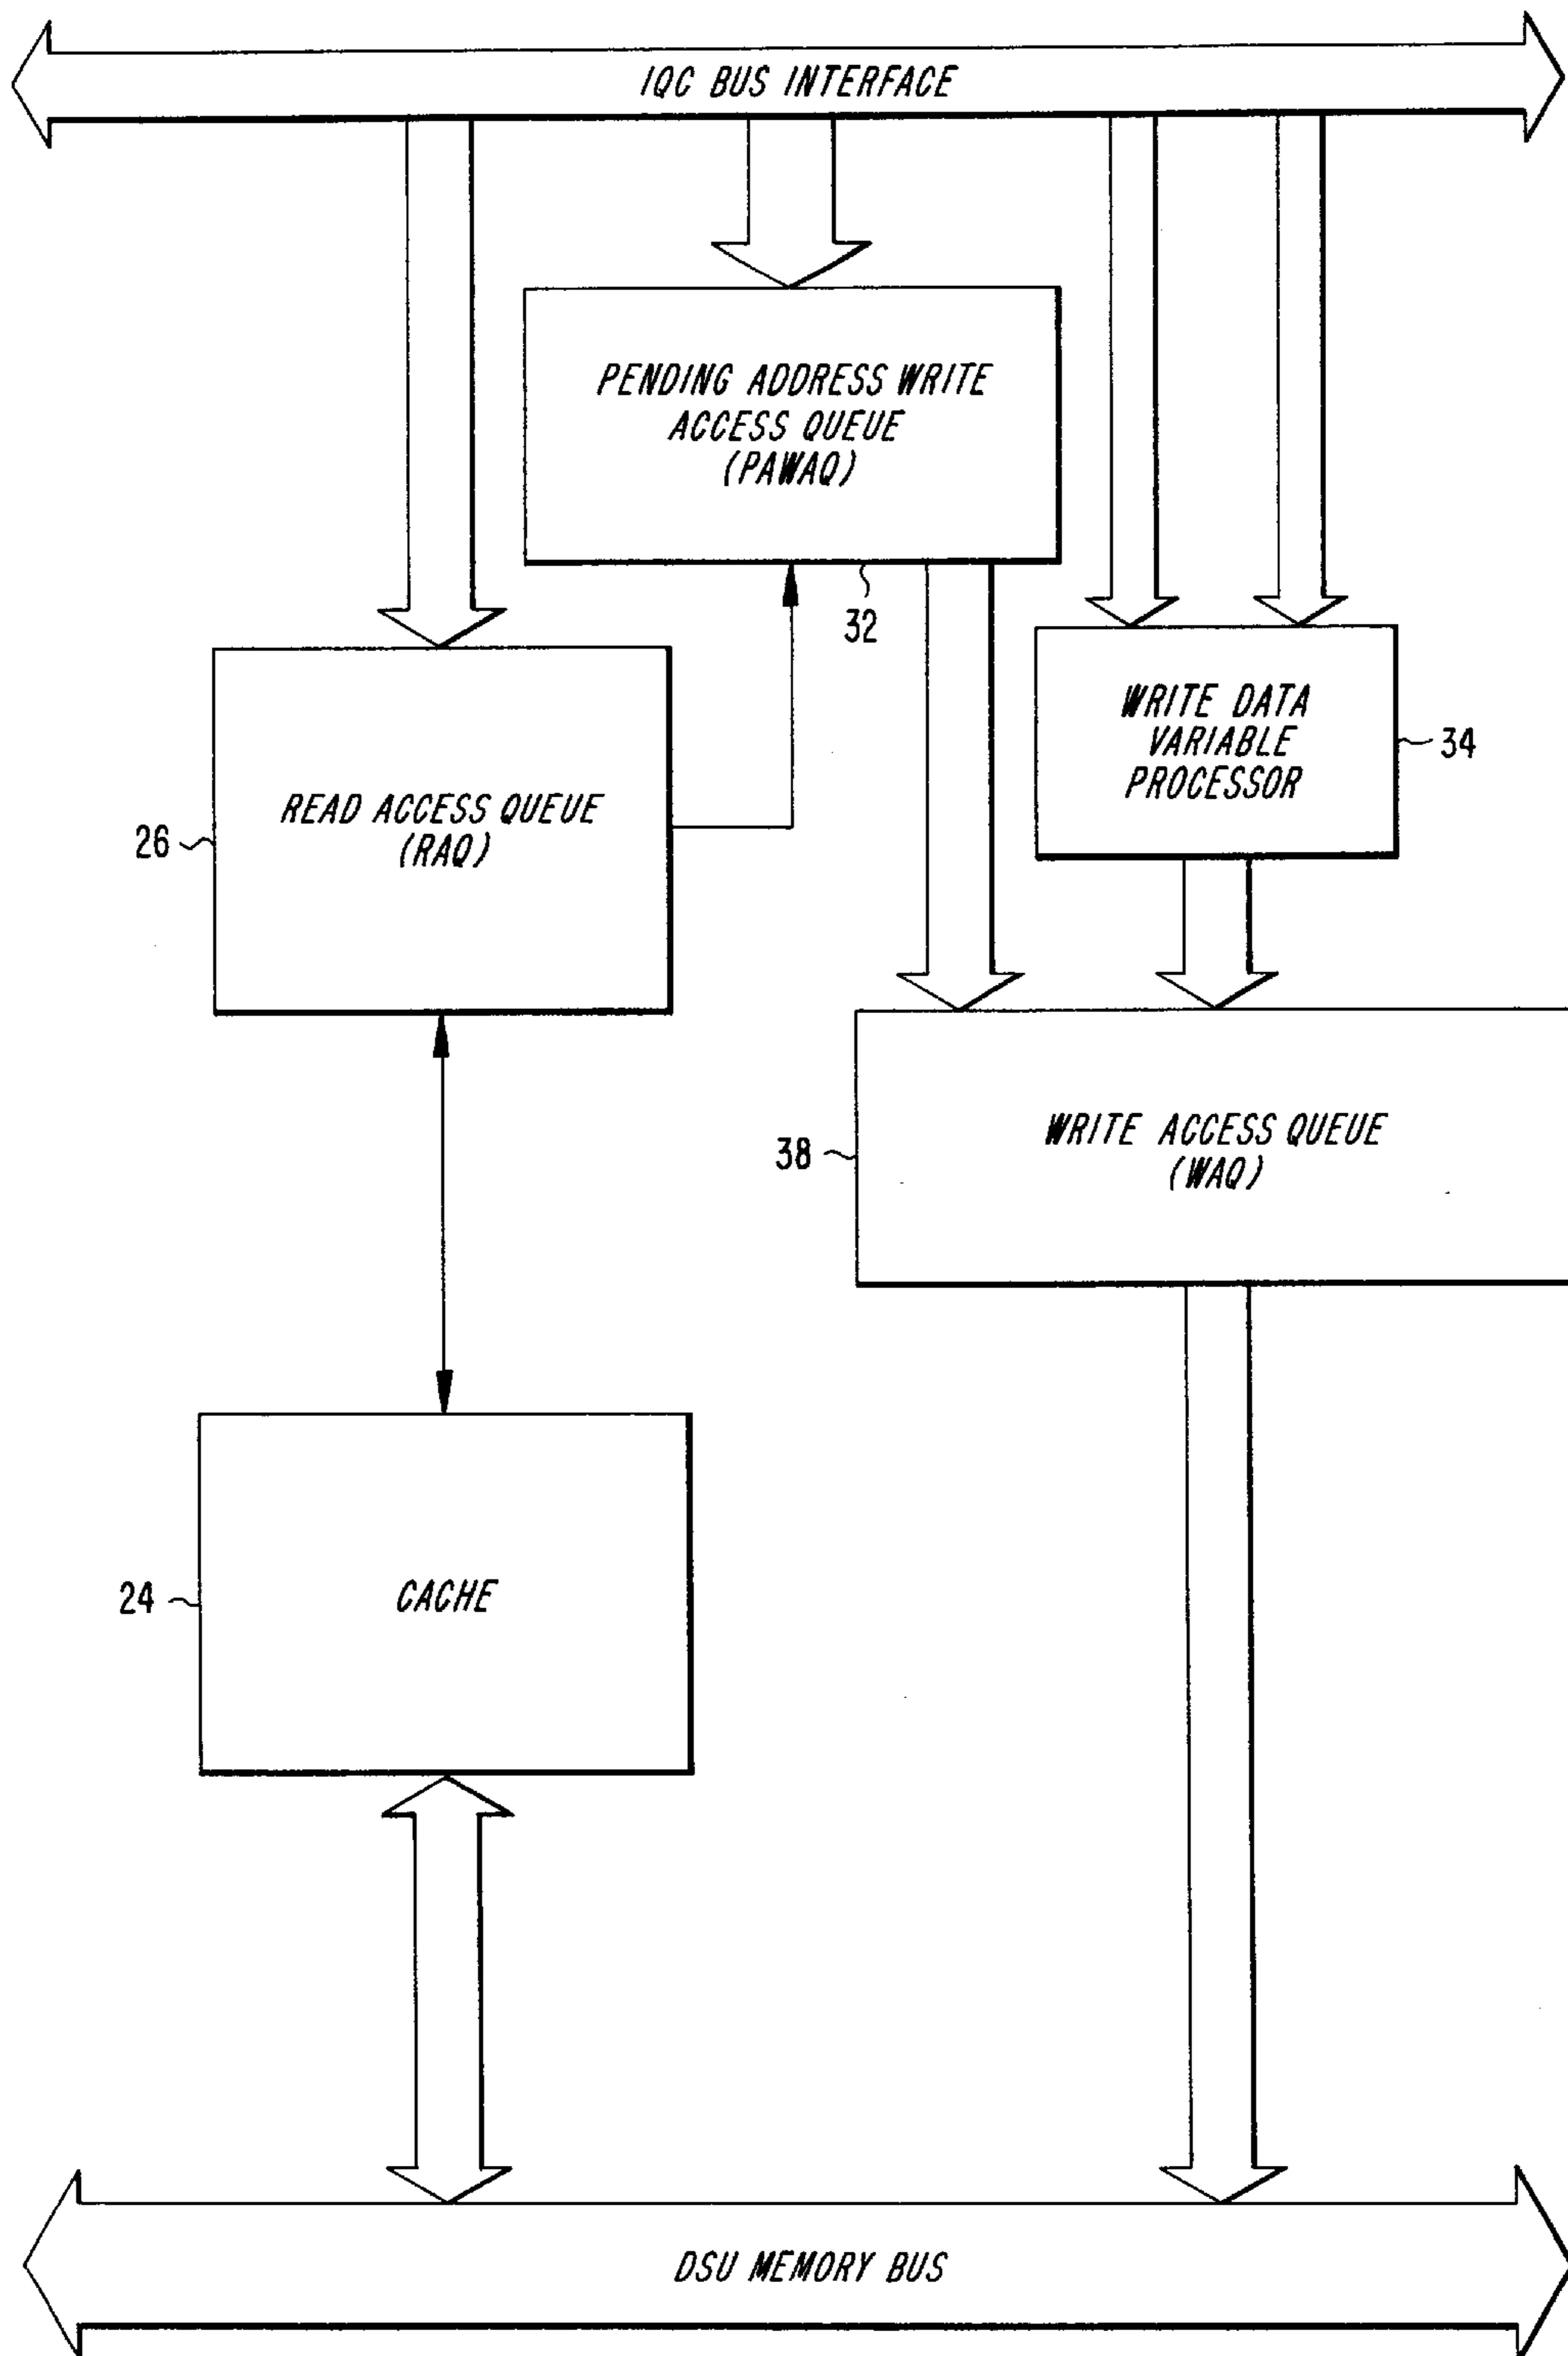 IQC BUS INTERFACE
PENDING ADDRESS WRITE
ACCESS QUEUE
(PAWAQ)
32
WRITE DATA
VARIABLE
PROCESSOR
34
READ ACCESS QUEUE
(RAQ)
26
WRITE ACCESS QUEUE
(WAQ)
38
CACHE
24
DSU MEMORY BUS